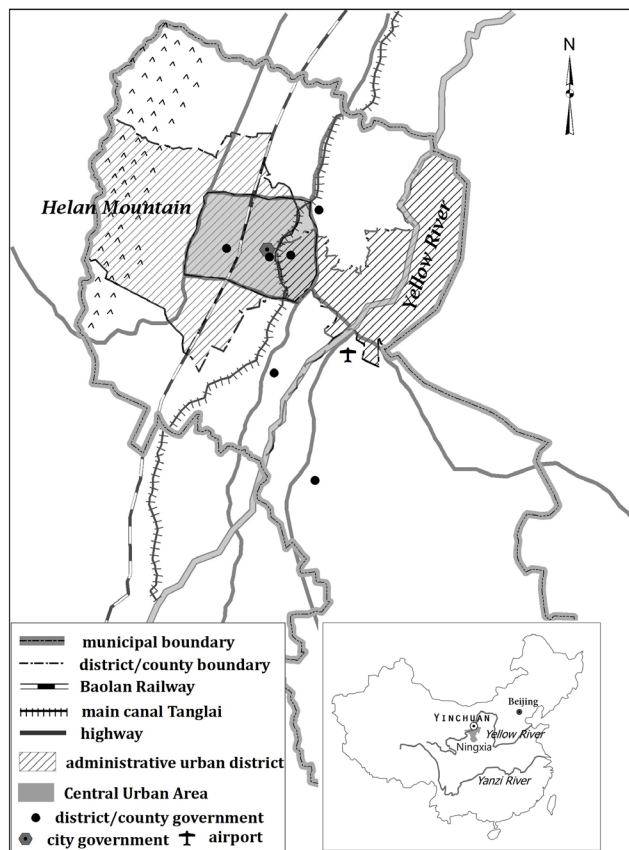 N
Helan Mountain
Yellow River
municipal boundary
district/county boundary
Baolan Railway
main canal Tanglai
highway
administrative urban district
Central Urban Area
district/county government
city government
airport
Beijing
YINCHUAN
Yellow River
Ningxia
Yanzi River